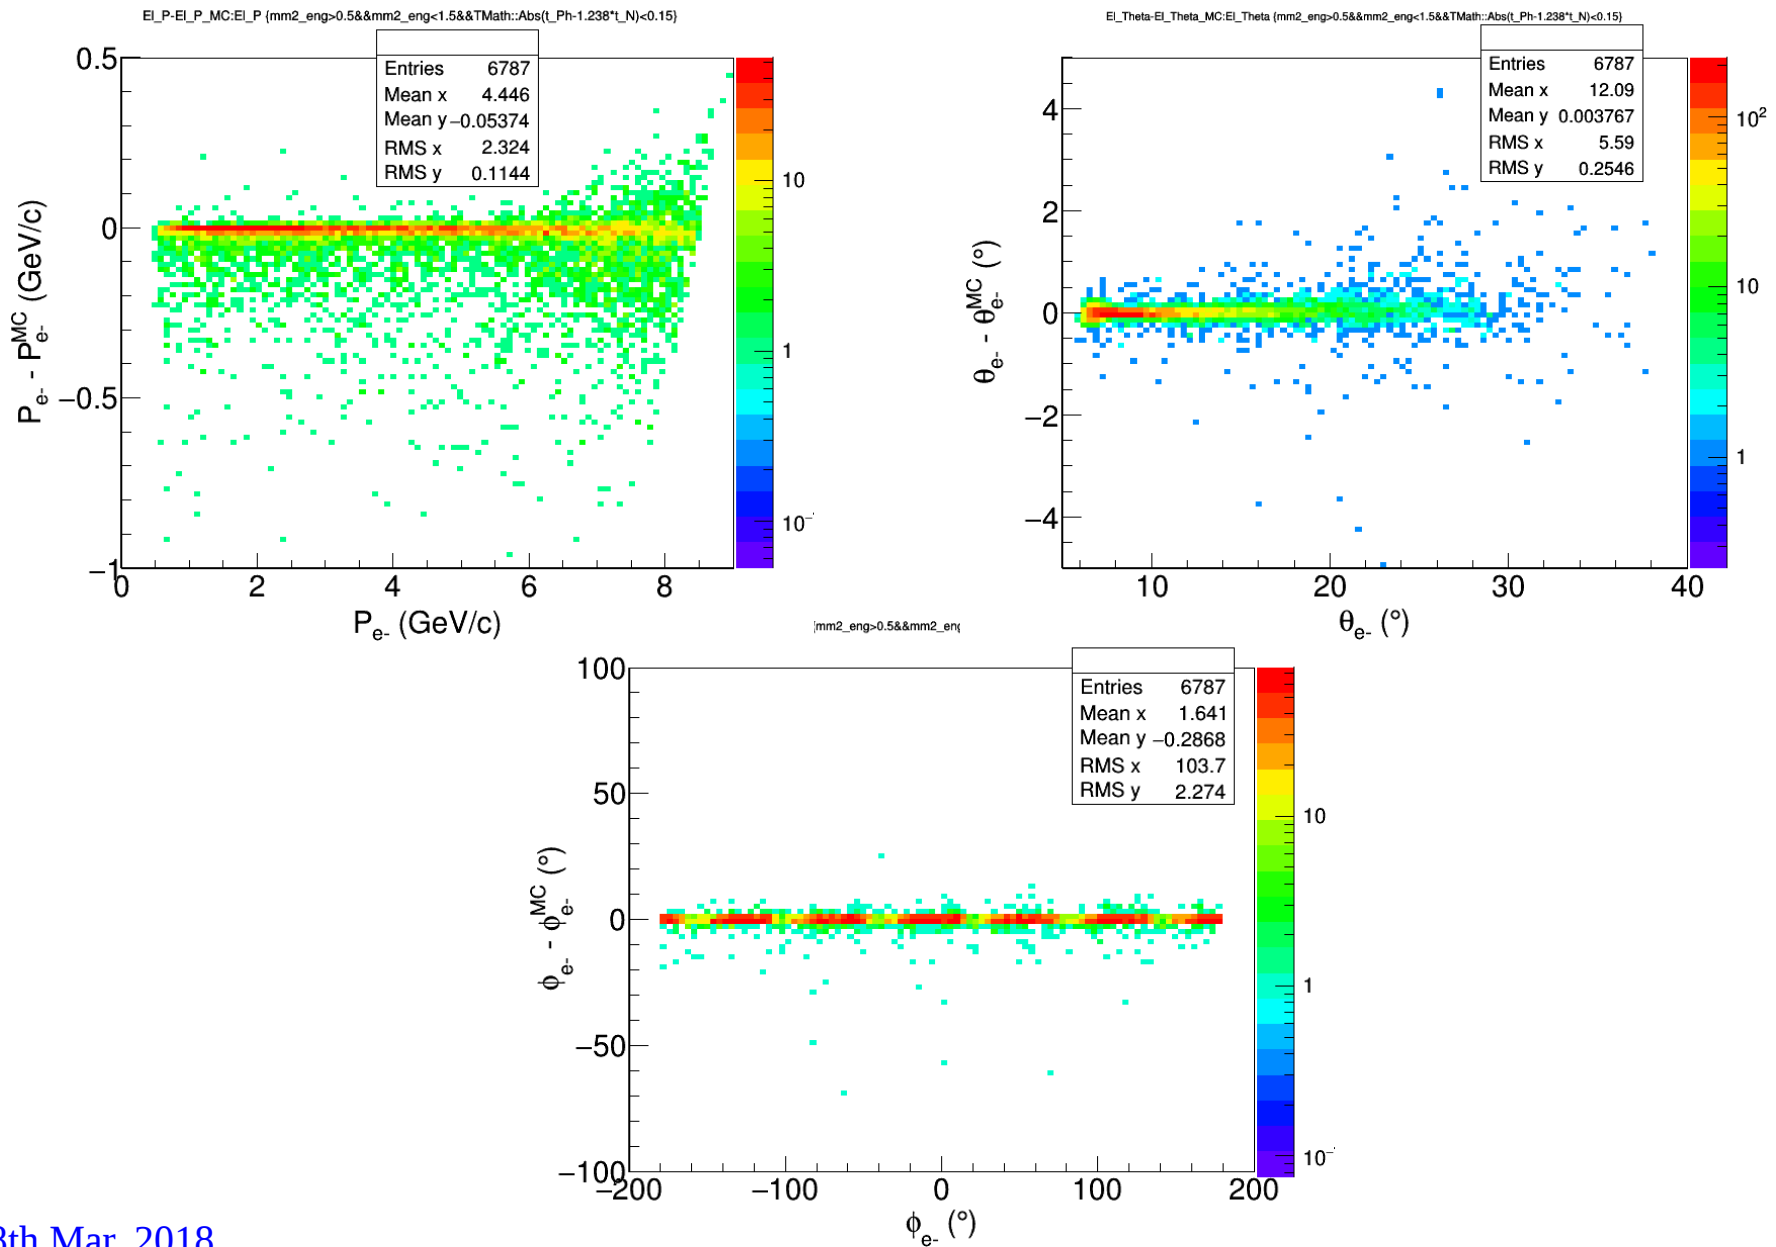 El_P-El_P_MC:El_P {mm2_eng>0.5&&mm2_eng<1.5&&TMath::Abs(t_Ph-1.238*t_N)<0.15}
Entries 6787
Mean x 4.446
Mean y −0.05374
RMS x 2.324
RMS y 0.1144
0.5
0
−0.5
−1
0 2 4 6 8
10
1
10⁻
P_e- - P_e-^MC (GeV/c)
P_e- (GeV/c)
El_Theta-El_Theta_MC:El_Theta {mm2_eng>0.5&&mm2_eng<1.5&&TMath::Abs(t_Ph-1.238*t_N)<0.15}
Entries 6787
Mean x 12.09
Mean y 0.003767
RMS x 5.59
RMS y 0.2546
4
2
0
−2
−4
10 20 30 40
10²
10
1
θ_e- - θ_e-^MC (°)
θ_e- (°)
{mm2_eng>0.5&&mm2_eng
Entries 6787
Mean x 1.641
Mean y −0.2868
RMS x 103.7
RMS y 2.274
100
50
0
−50
−100
−200 −100 0 100 200
10
1
10⁻
ϕ_e- - ϕ_e-^MC (°)
ϕ_e- (°)
8th Mar. 2018